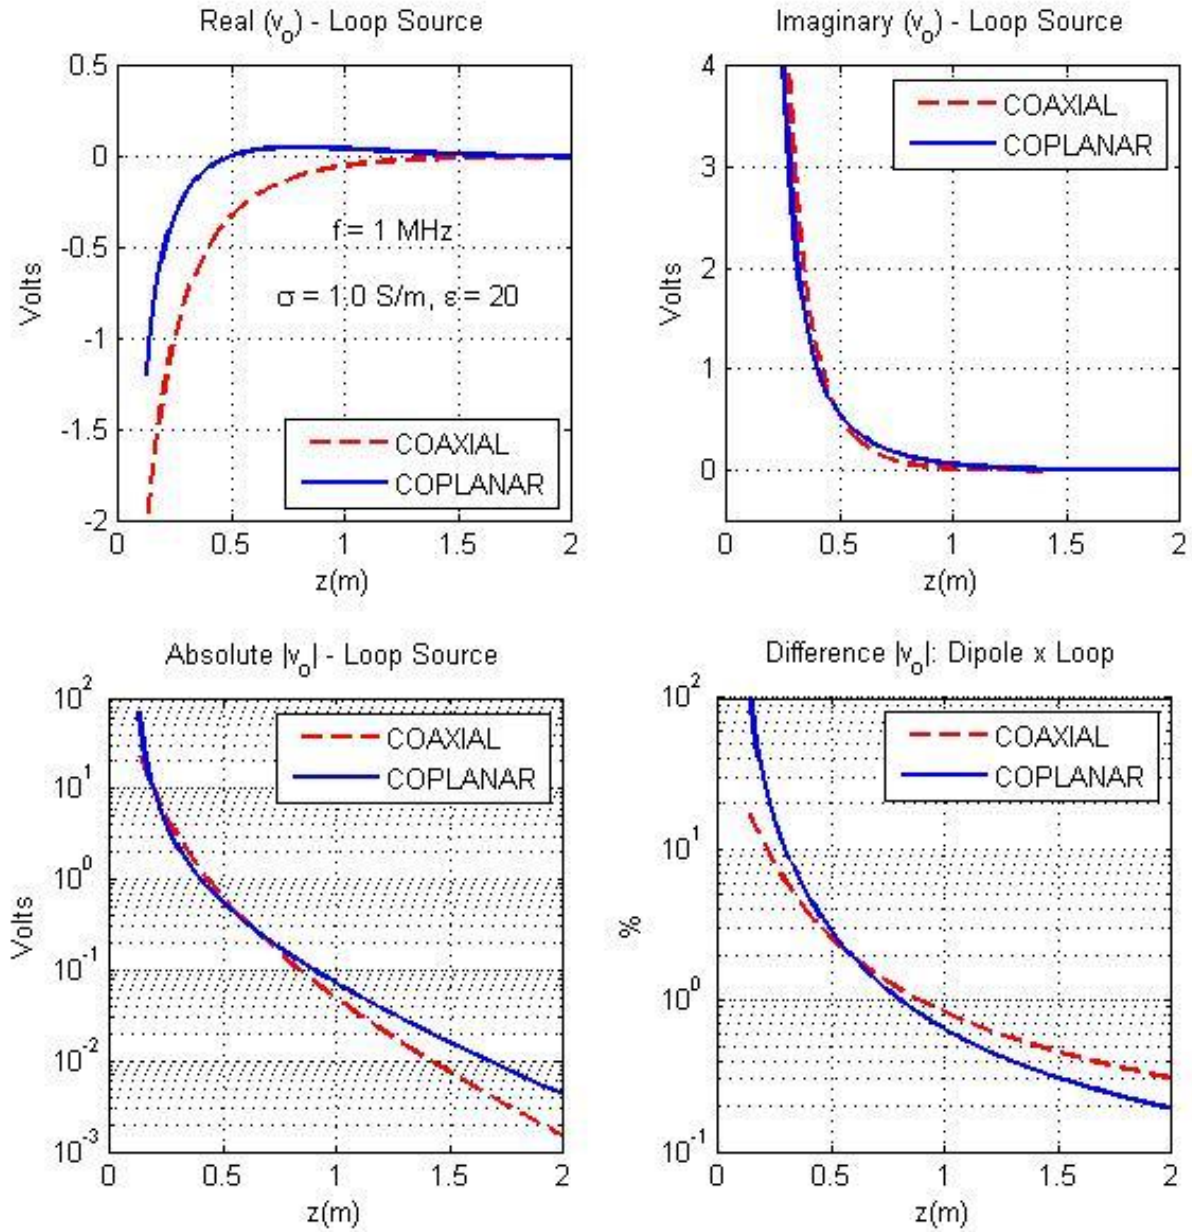 Real (vo) - Loop Source
0.5
0
-0.5
-1
-1.5
-2
Volts
f = 1 MHz
σ = 1.0 S/m, ε = 20
COAXIAL
COPLANAR
0 0.5 1 1.5 2
z(m)
Imaginary (vo) - Loop Source
4
3
2
1
0
Volts
COAXIAL
COPLANAR
0 0.5 1 1.5 2
z(m)
Absolute |vo| - Loop Source
10^2
10^1
10^0
10^-1
10^-2
10^-3
Volts
COAXIAL
COPLANAR
0 0.5 1 1.5 2
z(m)
Difference |vo|: Dipole x Loop
10^2
10^1
10^0
10^-1
%
COAXIAL
COPLANAR
0 0.5 1 1.5 2
z(m)